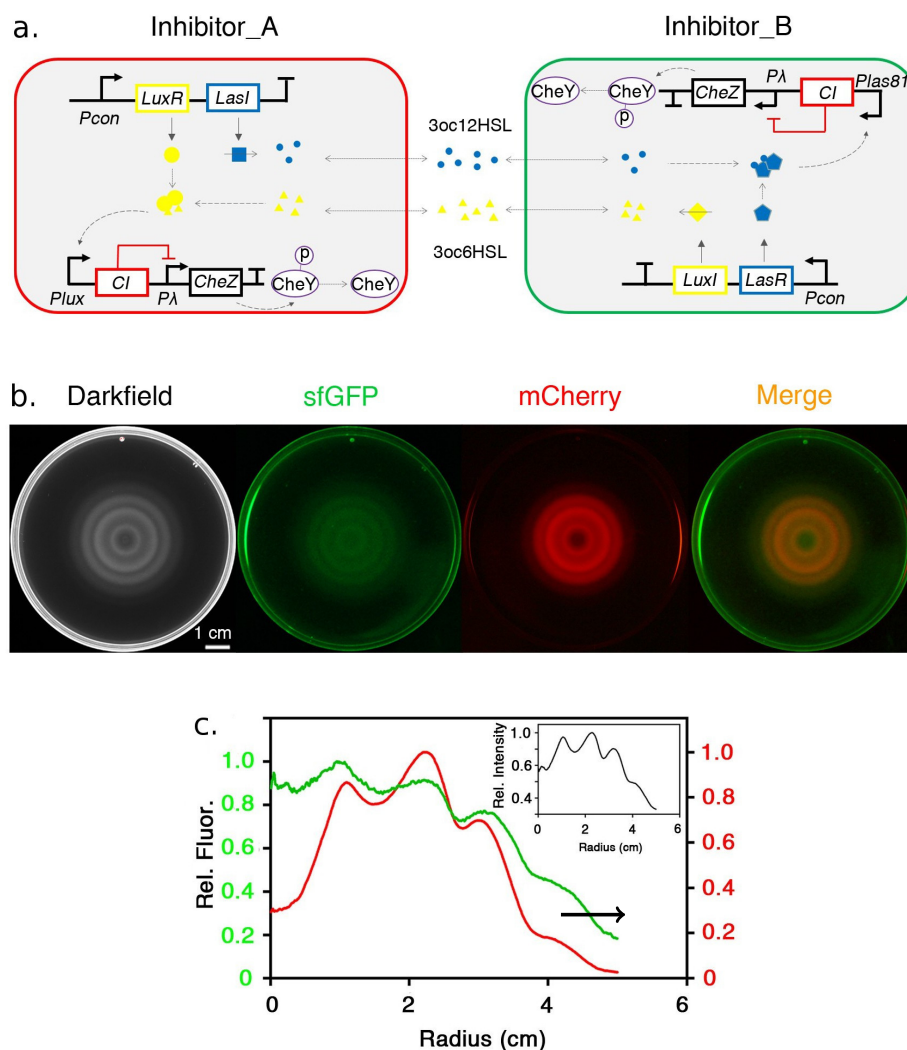 a.
Inhibitor_A
Inhibitor_B
LuxR
LasI
Pcon
3oc12HSL
3oc6HSL
Plux
CI
Pλ
CheZ
p
CheY
CheY
CheY
CheY
p
CheZ
Pλ
CI
Plas81
LuxI
LasR
Pcon
b.
Darkfield
sfGFP
mCherry
Merge
1 cm
c.
Rel. Fluor.
1.0
0.8
0.6
0.4
0.2
0
1.0
0.8
0.6
0.4
0.2
0
0
2
4
6
Radius (cm)
Rel. Intensity
1.0
0.6
0.4
0
2
4
6
Radius (cm)